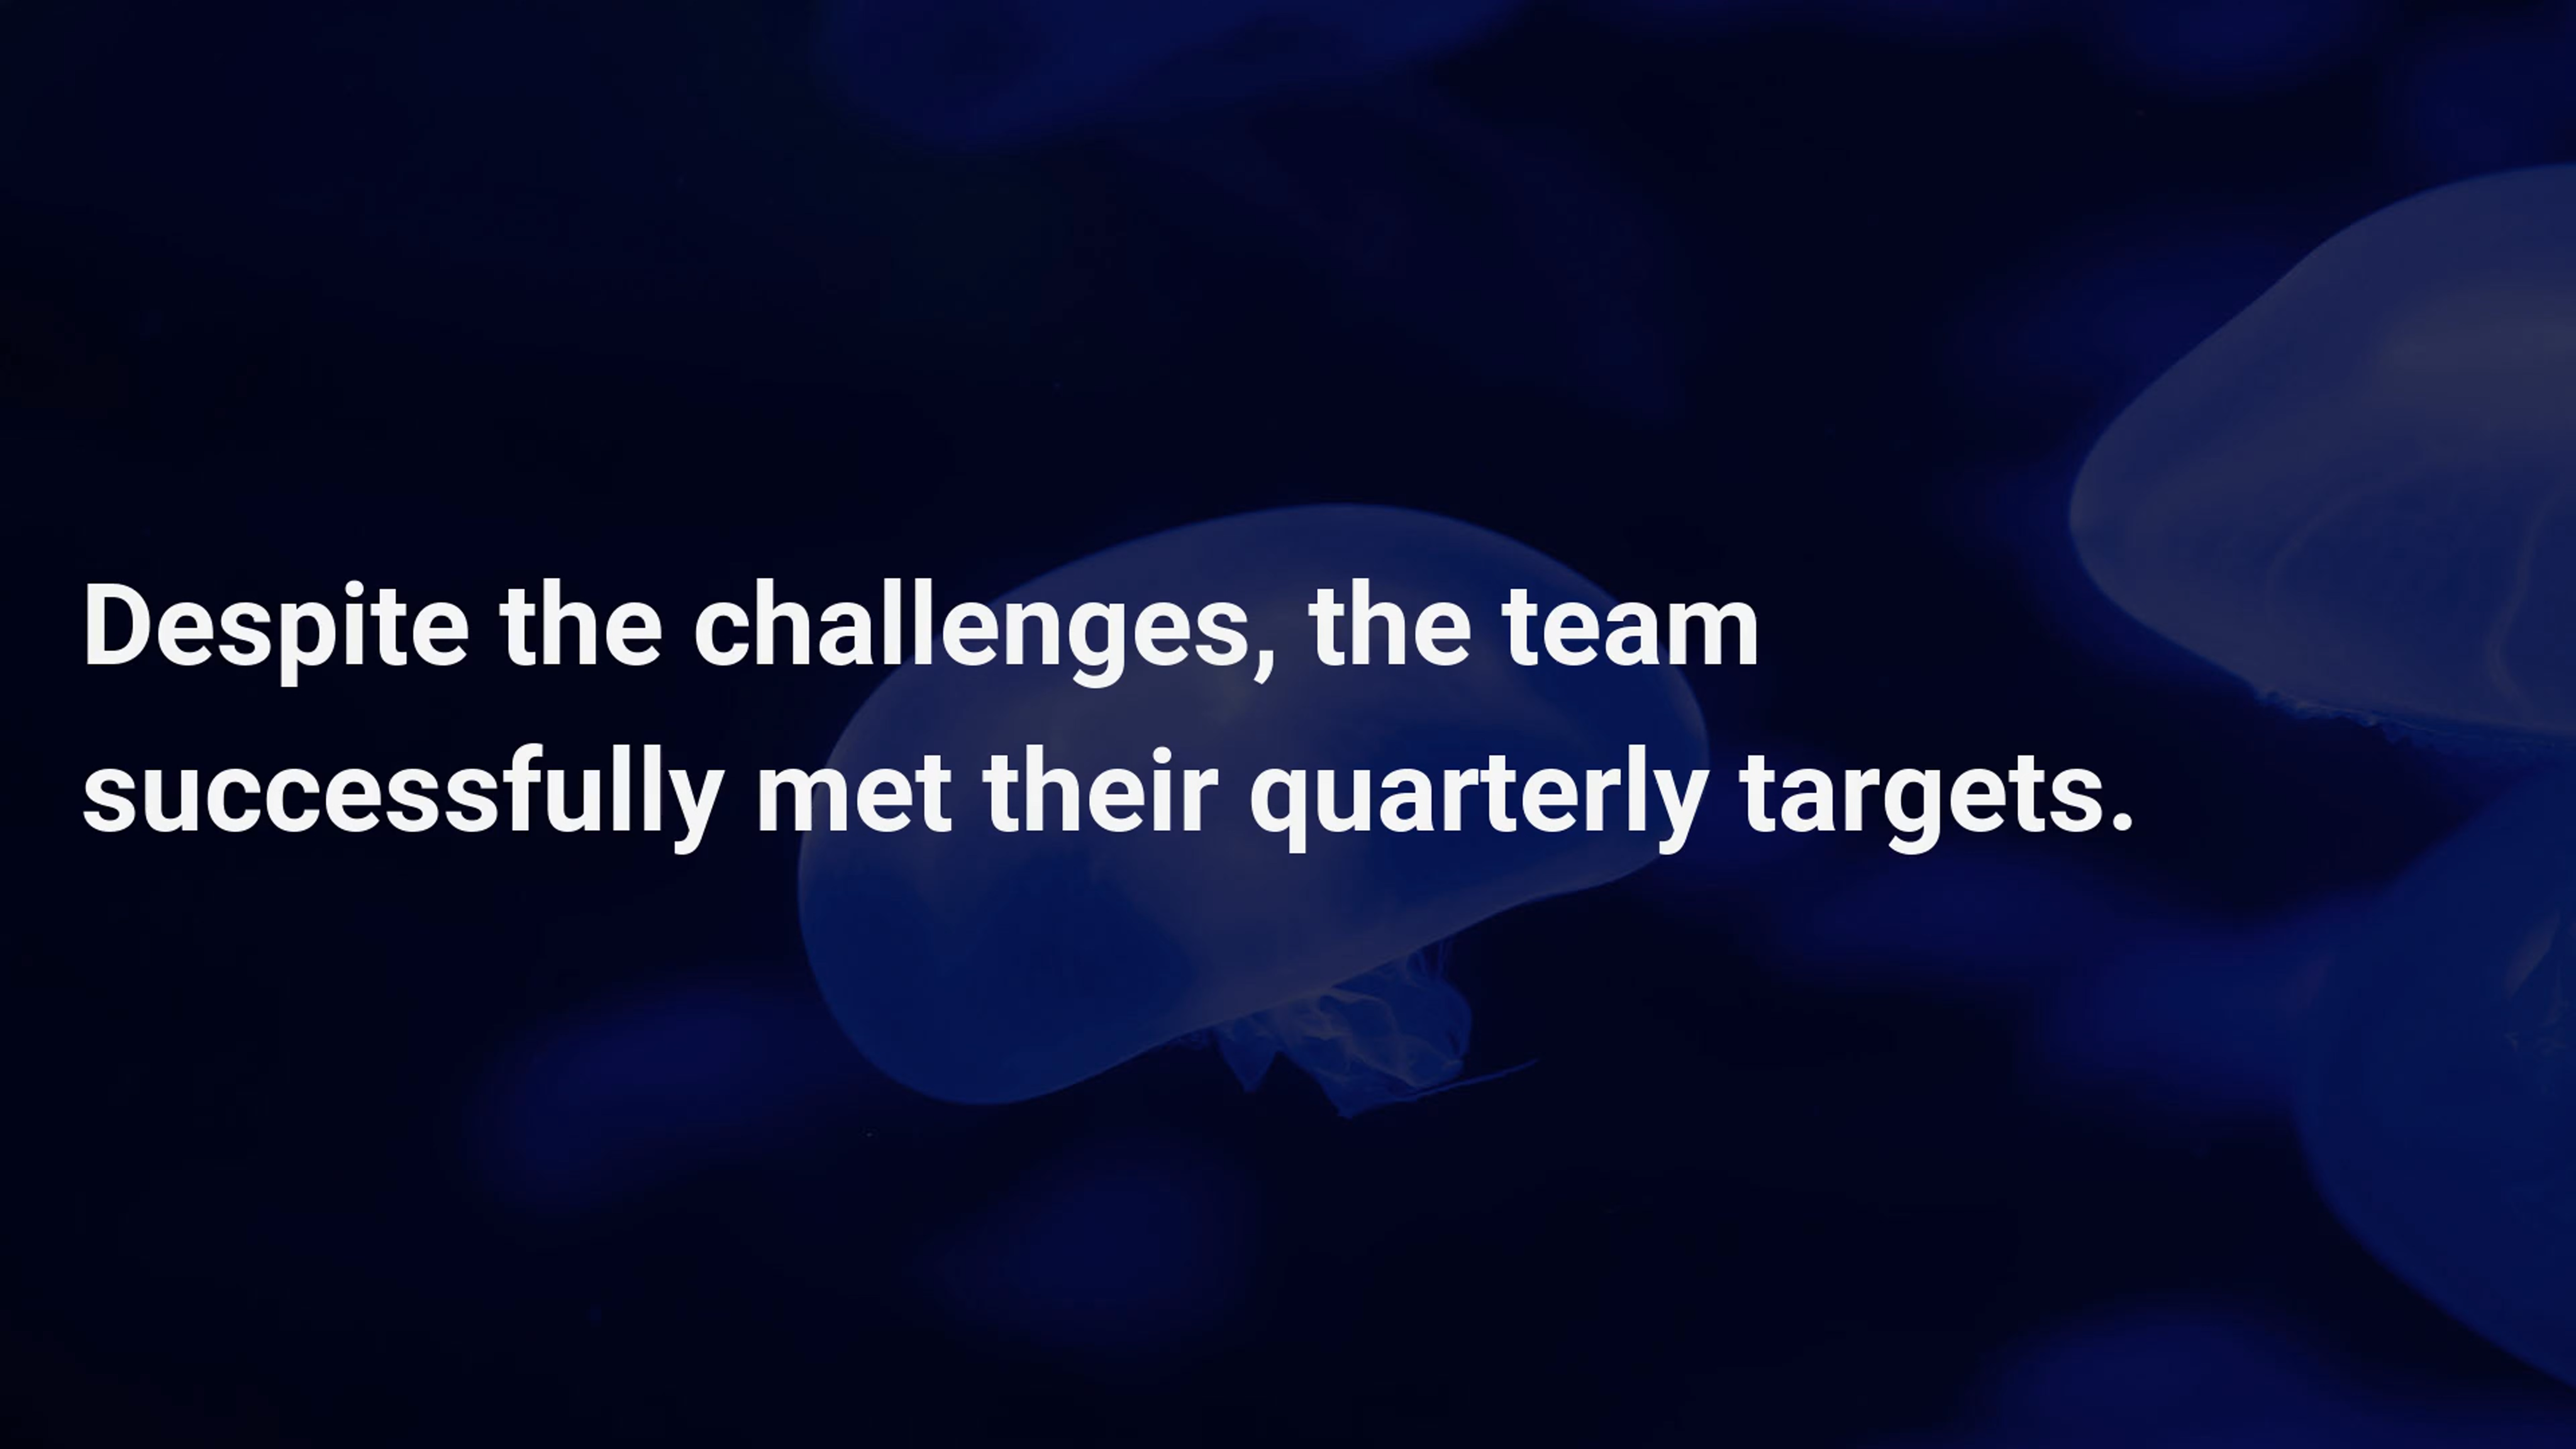 Despite the challenges, the team
successfully met their quarterly targets.